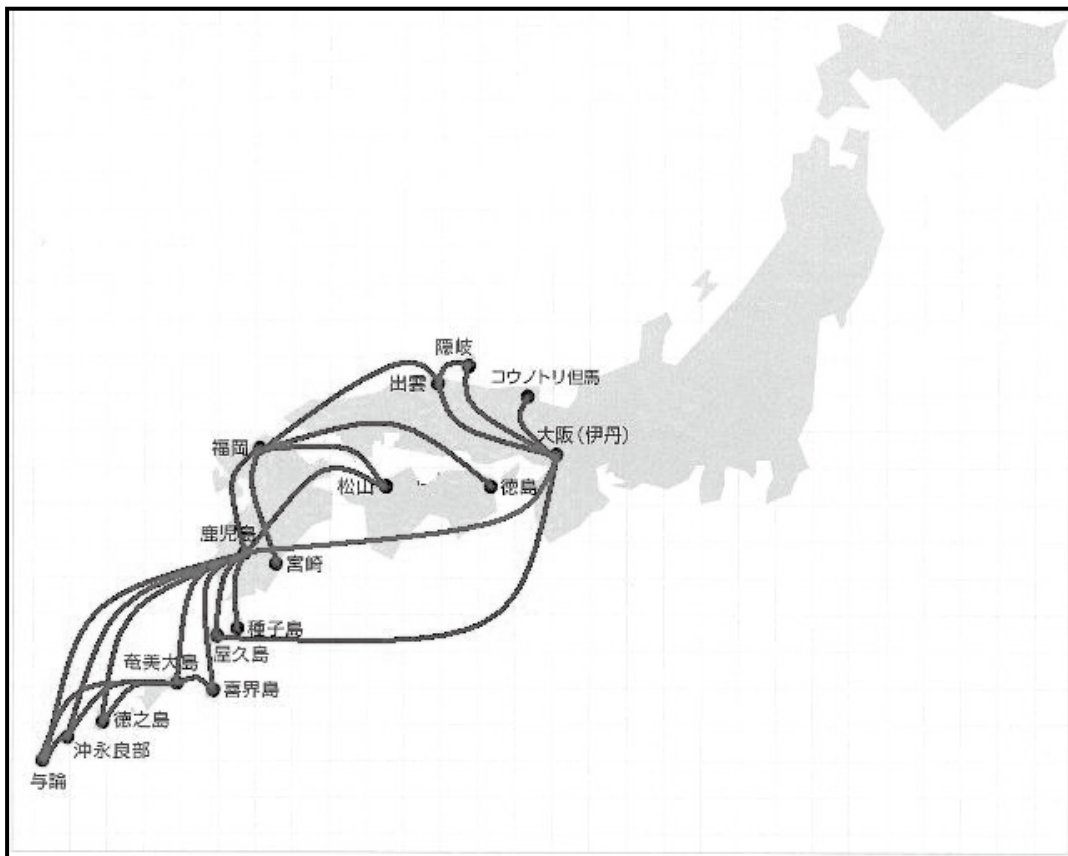 隠岐
出雲
コウノトリ但馬
大阪(伊丹)
福岡
松山
徳島
鹿児島
宮崎
種子島
屋久島
奄美大島
喜界島
徳之島
沖永良部
与論